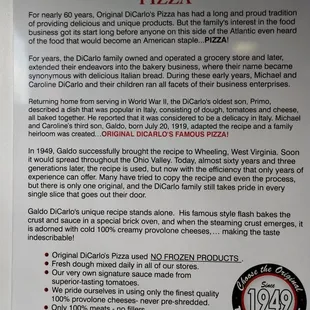 PIZZA
For nearly 60 years, Original DiCarlo's Pizza has had a long and proud tradition
of providing delicious and unique products. But the family's interest in the food
business got its start long before anyone on this side of the Atlantic even heard
of the food that would become an American staple...PIZZA!
For years, the DiCarlo family owned and operated a grocery store and later,
extended their endeavors into the bakery business, where their name became
synonymous with delicious Italian bread. During these early years, Michael and
Caroline DiCarlo and their children ran all facets of their business enterprises.
Returning home from serving in World War II, the DiCarlo's oldest son, Primo,
described a dish that was popular in Italy, consisting of dough, tomatoes and cheese,
all baked together. He reported that it was considered to be a delicacy in Italy. Michael
and Caroline's third son, Galdo, born July 20, 1919, adapted the recipe and a family
heirloom was created...ORIGINAL DICARLO'S FAMOUS PIZZA!
In 1949, Galdo successfully brought the recipe to Wheeling, West Virginia. Soon
it would spread throughout the Ohio Valley. Today, almost sixty years and three
generations later, the recipe is used, but now with the efficiency that only years of
experience can offer. Many have tried to copy the recipe and even the process,
but there is only one original, and the DiCarlo family still takes pride in every
single slice that goes out their door.
Galdo DiCarlo's unique recipe stands alone. His famous style flash bakes the
crust and sauce in a special brick oven, and when the steaming crust emerges, it
is adorned with cold 100% creamy provolone cheeses,... making the taste
indescribable!
• Original DiCarlo's Pizza used NO FROZEN PRODUCTS .
• Fresh dough mixed daily in all of our stores.
• Our very own signature sauce made from
superior-tasting tomatoes.
• We pride ourselves in using only the finest quality
100% provolone cheeses- never pre-shredded.
• Only 100% meats - no fillers
Choose the Original
Since
1949